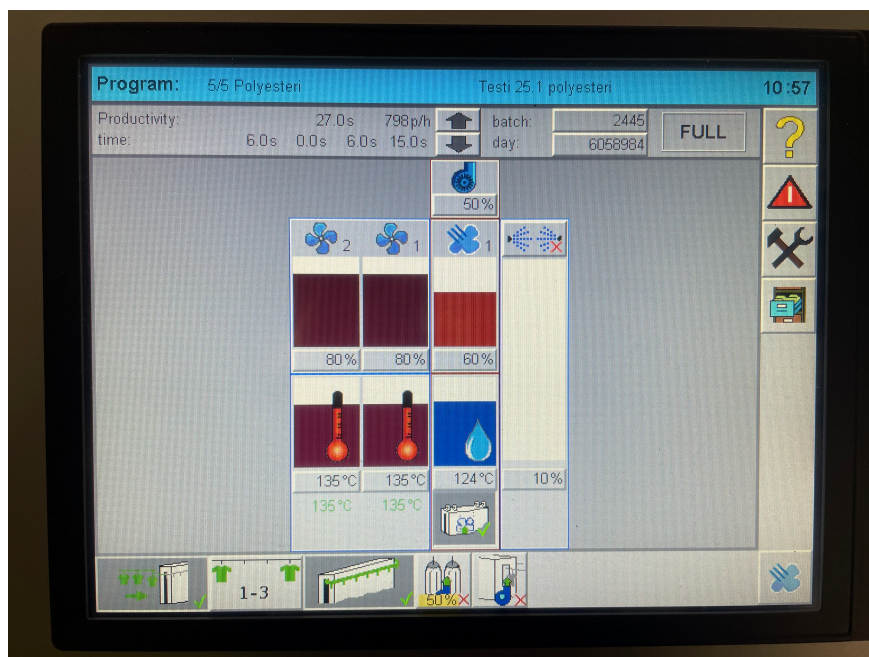 Program: 5/5 Polyesteri Testi 25.1 polyesteri 10:57
Productivity: 27.0s 798p/h batch: 2445 FULL ?
time: 6.0s 0.0s 6.0s 15.0s day: 6058984
50%
2 1 1
80% 80% 60%
135°C 135°C 124°C 10%
135°C 135°C
1-3
50%